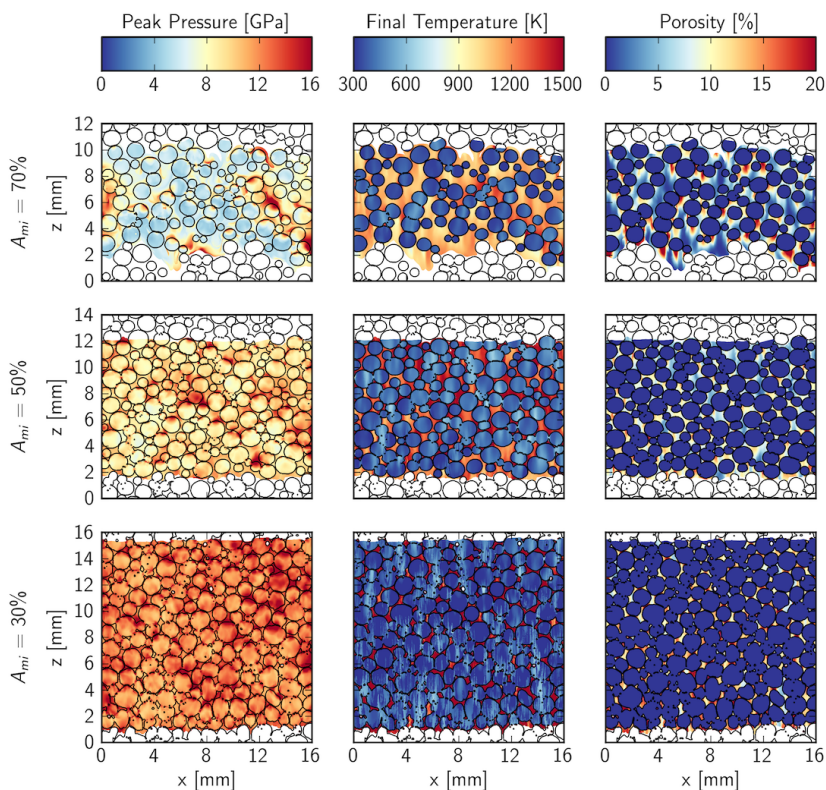 Peak Pressure [GPa] Final Temperature [K] Porosity [%]
0 4 8 12 16 300 600 900 1200 1500 0 5 10 15 20
A_mi = 70%
z [mm]
12
10
8
6
4
2
0
A_mi = 50%
z [mm]
14
12
10
8
6
4
2
0
A_mi = 30%
z [mm]
16
14
12
10
8
6
4
2
0
0 4 8 12 16 0 4 8 12 16 0 4 8 12 16
x [mm] x [mm] x [mm]